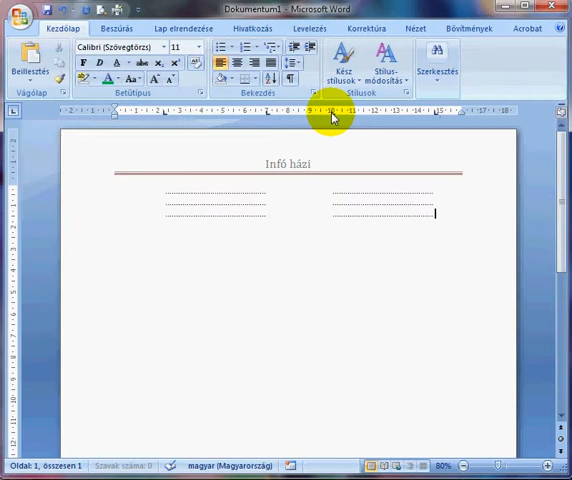 Dokumentum1 - Microsoft Word
Kezdőlap Beszúrás Lap elrendezése Hivatkozás Levelezés Korrektúra Nézet Bővítmények Acrobat
Calibri (Szövegtörzs) 11
Beillesztés
Kész stílusok
Stílus-módosítás
Szerkesztés
Vágólap Betűtípus Bekezdés Stílusok
Infó házi
Oldal: 1, összesen 1 Szavak száma: 0 magyar (Magyarország) 80%